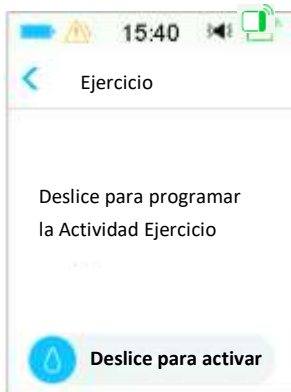 15:40
Ejercicio
Deslice para programar
la Actividad Ejercicio
Deslice para activar